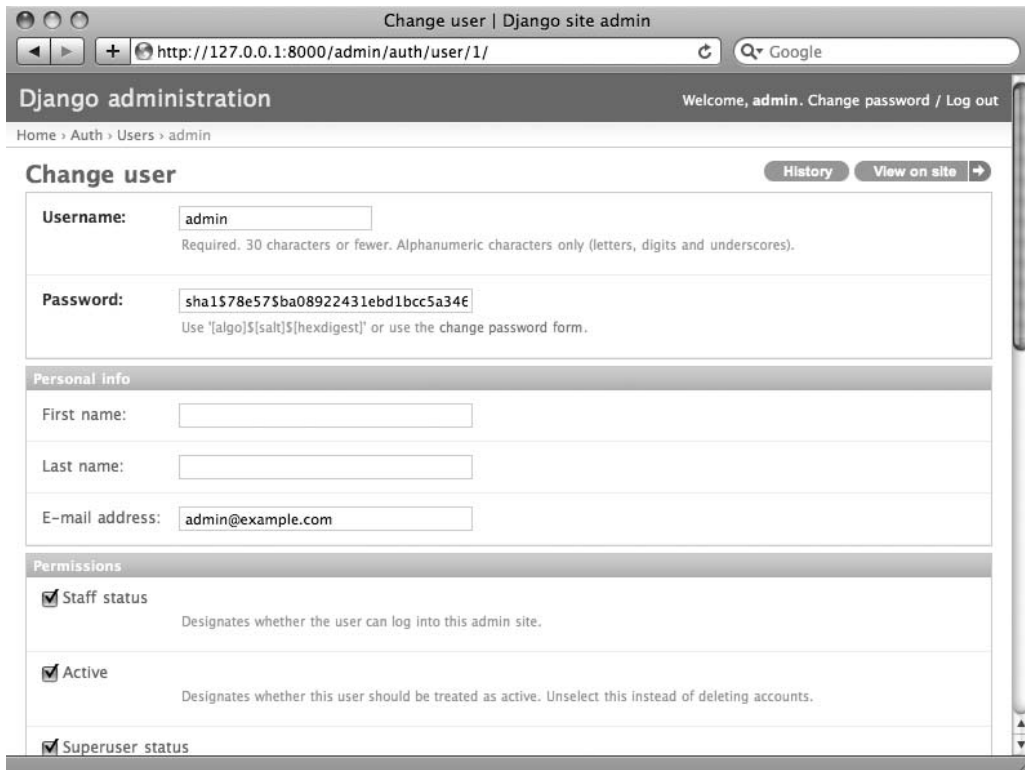 Change user | Django site admin
http://127.0.0.1:8000/admin/auth/user/1/
Google
Django administration
Welcome, admin. Change password / Log out
Home › Auth › Users › admin
Change user
History
View on site
Username:
admin
Required. 30 characters or fewer. Alphanumeric characters only (letters, digits and underscores).
Password:
sha1$78e57$ba08922431ebd1bcc5a346
Use '[algo]$[salt]$[hexdigest]' or use the change password form.
Personal info
First name:
Last name:
E-mail address:
admin@example.com
Permissions
Staff status
Designates whether the user can log into this admin site.
Active
Designates whether this user should be treated as active. Unselect this instead of deleting accounts.
Superuser status